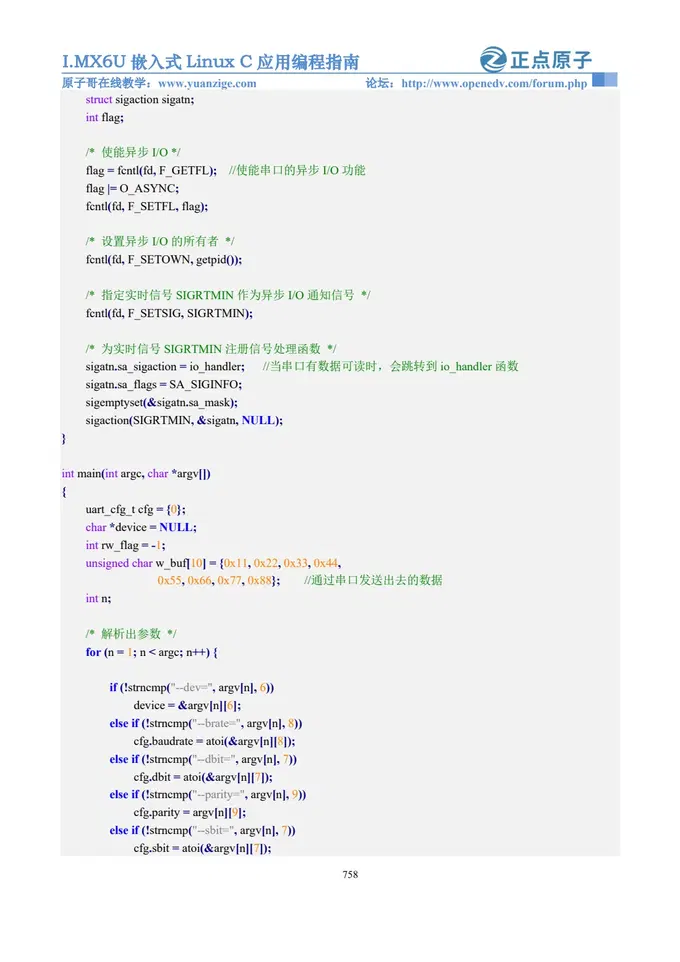 I.MX6U 嵌入式 Linux C 应用编程指南
正点原子
原子哥在线教学：www.yuanzige.com
论坛：http://www.openedv.com/forum.php
struct sigaction sigatn;
int flag;
/* 使能异步 I/O */
flag = fcntl(fd, F_GETFL); //使能串口的异步 I/O 功能
flag |= O_ASYNC;
fcntl(fd, F_SETFL, flag);
/* 设置异步 I/O 的所有者 */
fcntl(fd, F_SETOWN, getpid());
/* 指定实时信号 SIGRTMIN 作为异步 I/O 通知信号 */
fcntl(fd, F_SETSIG, SIGRTMIN);
/* 为实时信号 SIGRTMIN 注册信号处理函数 */
sigatn.sa_sigaction = io_handler; //当串口有数据可读时，会跳转到 io_handler 函数
sigatn.sa_flags = SA_SIGINFO;
sigemptyset(&sigatn.sa_mask);
sigaction(SIGRTMIN, &sigatn, NULL);
}
int main(int argc, char *argv[])
{
uart_cfg_t cfg = {0};
char *device = NULL;
int rw_flag = -1;
unsigned char w_buf[10] = {0x11, 0x22, 0x33, 0x44,
0x55, 0x66, 0x77, 0x88}; //通过串口发送出去的数据
int n;
/* 解析出参数 */
for (n = 1; n < argc; n++) {
if (!strncmp("--dev=", argv[n], 6))
device = &argv[n][6];
else if (!strncmp("--brate=", argv[n], 8))
cfg.baudrate = atoi(&argv[n][8]);
else if (!strncmp("--dbit=", argv[n], 7))
cfg.dbit = atoi(&argv[n][7]);
else if (!strncmp("--parity=", argv[n], 9))
cfg.parity = argv[n][9];
else if (!strncmp("--sbit=", argv[n], 7))
cfg.sbit = atoi(&argv[n][7]);
758